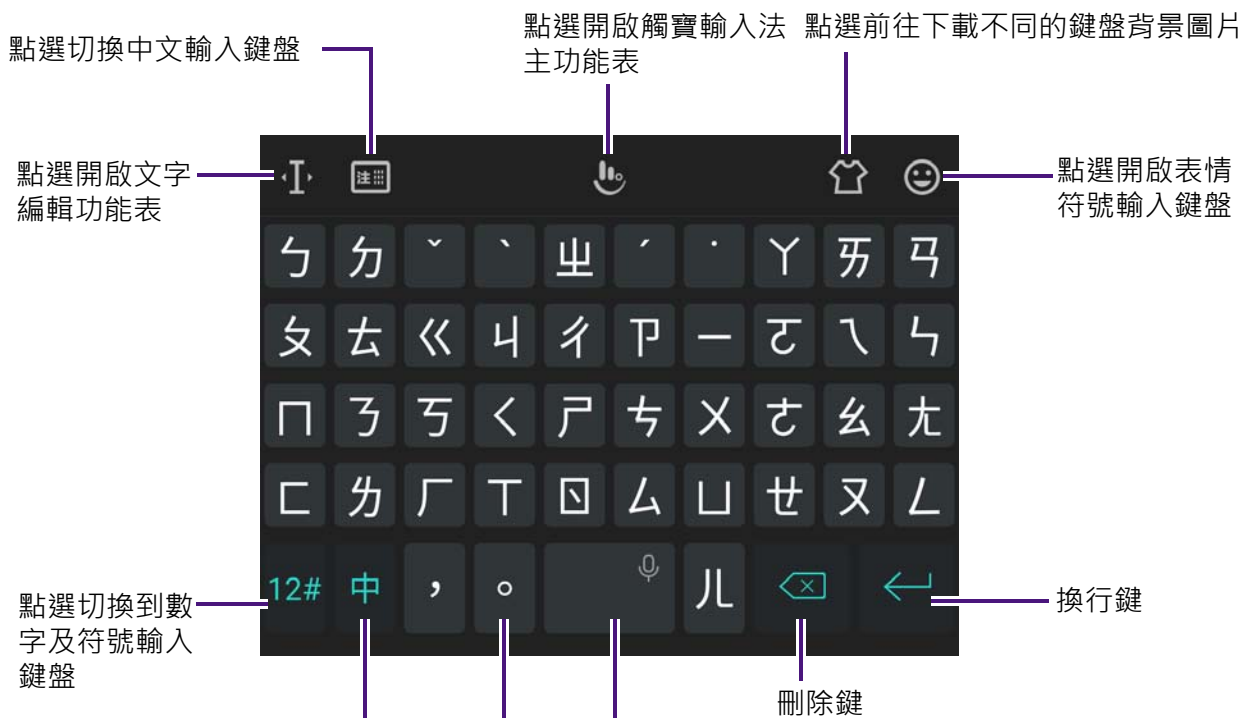 點選開啟觸寶輸入法
主功能表
點選前往下載不同的鍵盤背景圖片
點選切換中文輸入鍵盤
點選開啟文字
編輯功能表
點選開啟表情
符號輸入鍵盤
注
ㄅ ㄉ ˇ ˋ ㄓ ˊ ˙ ㄚ ㄞ ㄢ
ㄆ ㄊ ㄍ ㄐ ㄔ ㄗ ㄧ ㄛ ㄟ ㄣ
ㄇ ㄋ ㄎ ㄑ ㄕ ㄘ ㄨ ㄜ ㄠ ㄤ
ㄈ ㄌ ㄏ ㄒ ㄖ ㄙ ㄩ ㄝ ㄡ ㄥ
12# 中 , 。 ㄦ
點選切換到數
字及符號輸入
鍵盤
換行鍵
刪除鍵